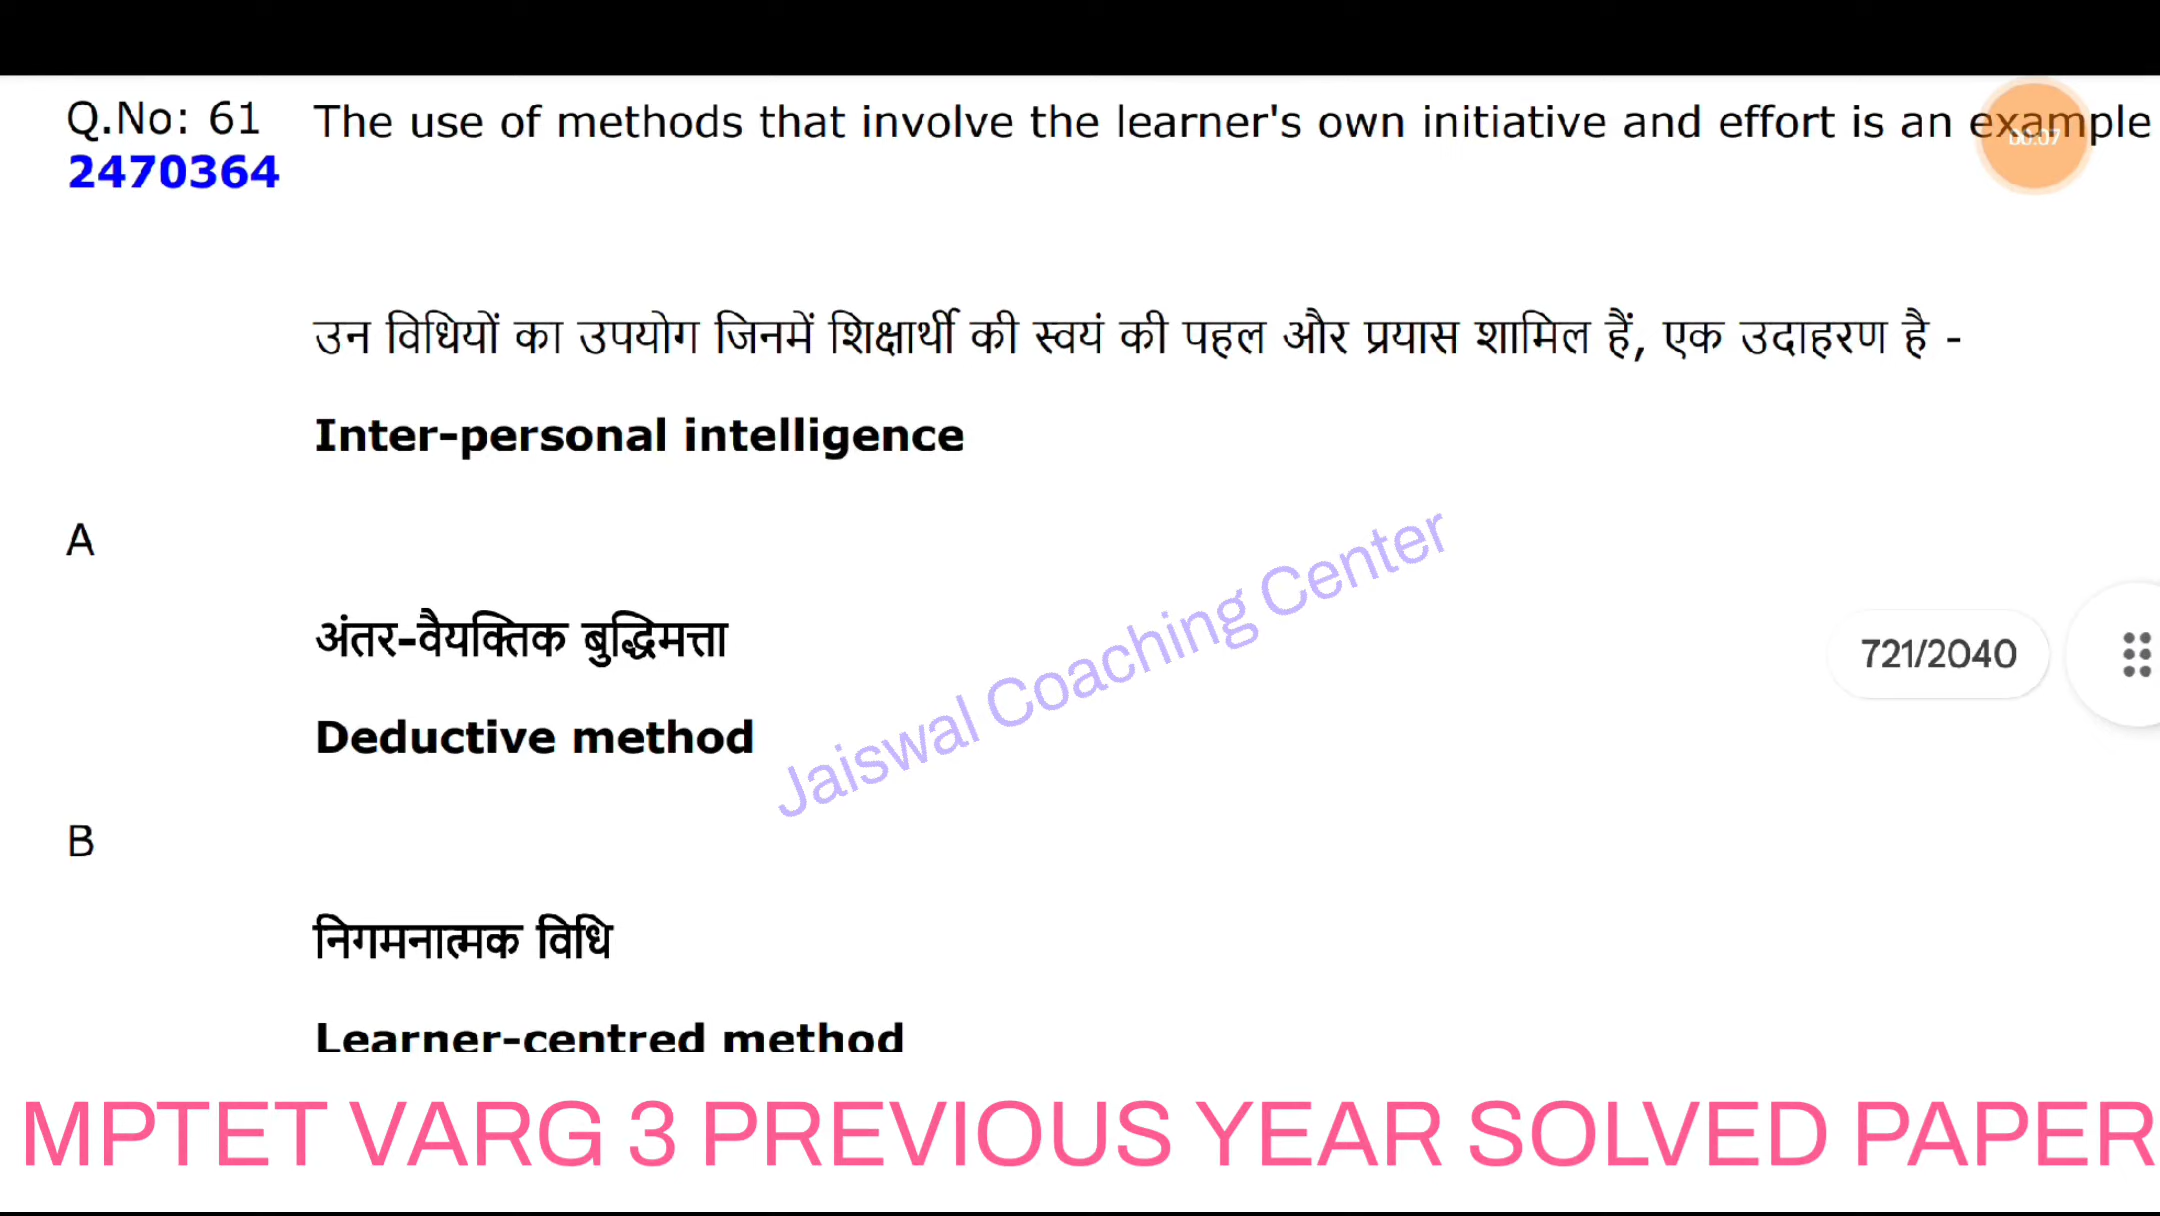 Q.No: 61 The use of methods that involve the learner's own initiative and effort is an example
00:07
2470364
उन विधियों का उपयोग जिनमें शिक्षार्थी की स्वयं की पहल और प्रयास शामिल हैं, एक उदाहरण है -
Inter-personal intelligence
A
अंतर-वैयक्तिक बुद्धिमत्ता
Jaiswal Coaching Center
721/2040
Deductive method
B
निगमनात्मक विधि
Learner-centred method
MPTET VARG 3 PREVIOUS YEAR SOLVED PAPER